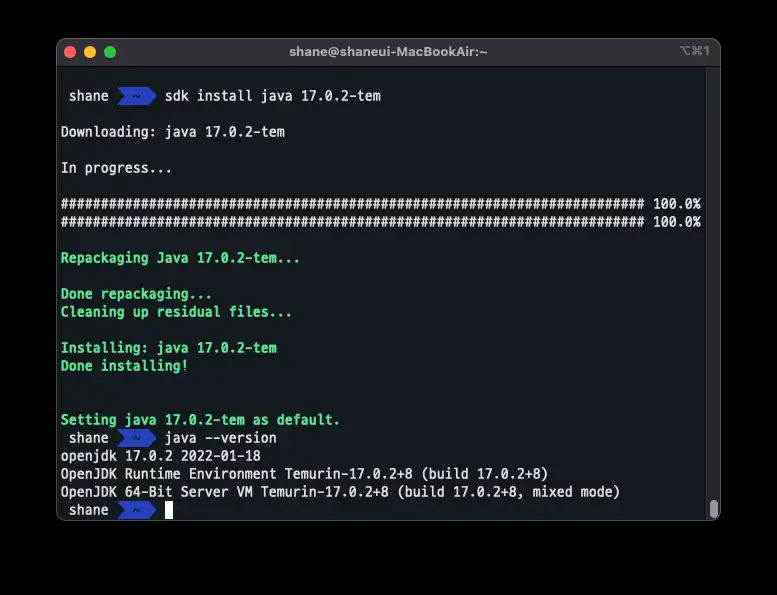 shane@shaneui-MacBookAir:~
⌥⌘1
shane ~ sdk install java 17.0.2-tem
Downloading: java 17.0.2-tem
In progress...
######################################################################### 100.0%
######################################################################### 100.0%
Repackaging Java 17.0.2-tem...
Done repackaging...
Cleaning up residual files...
Installing: java 17.0.2-tem
Done installing!
Setting java 17.0.2-tem as default.
shane ~ java --version
openjdk 17.0.2 2022-01-18
OpenJDK Runtime Environment Temurin-17.0.2+8 (build 17.0.2+8)
OpenJDK 64-Bit Server VM Temurin-17.0.2+8 (build 17.0.2+8, mixed mode)
shane ~